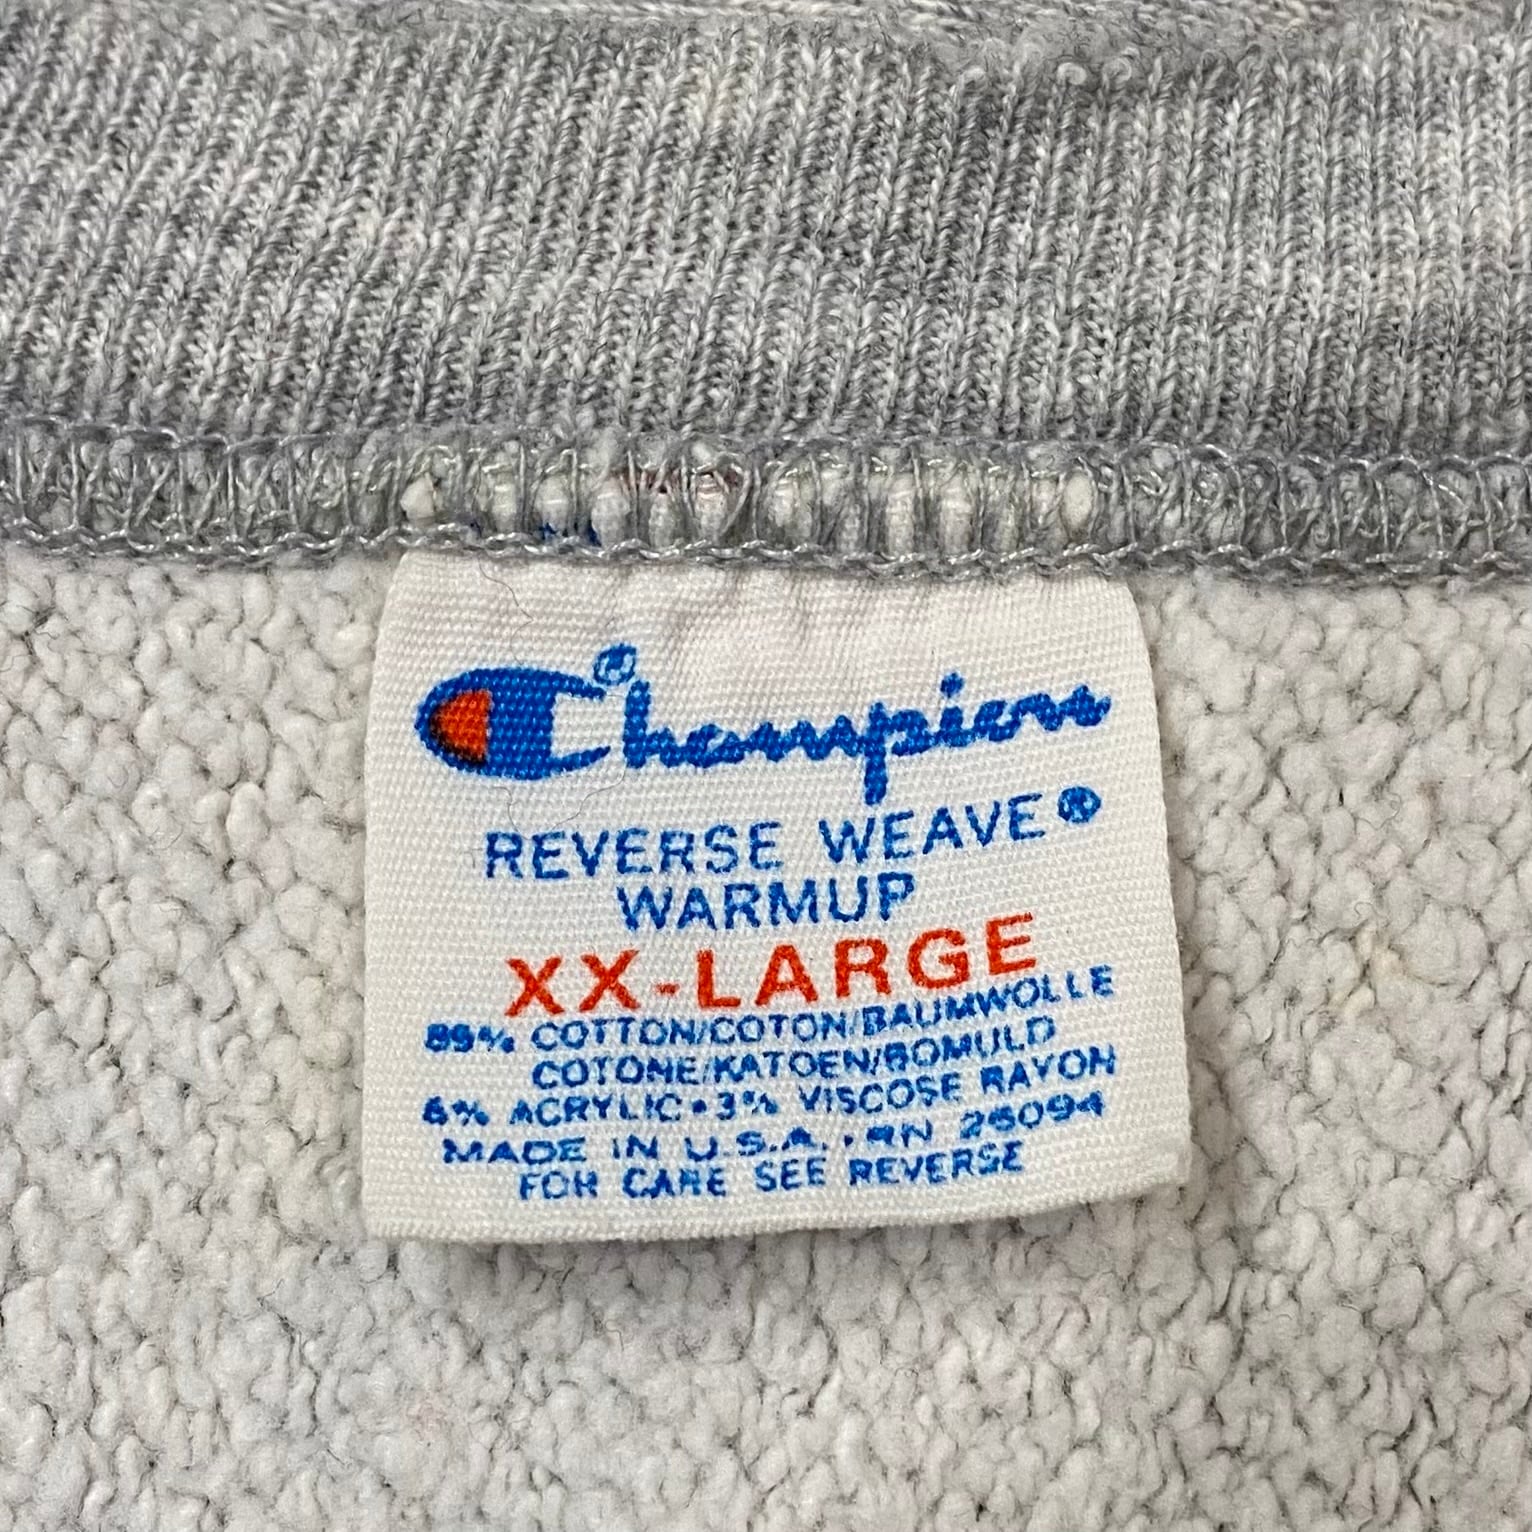 Champion®
REVERSE WEAVE®
WARMUP
XX-LARGE
89% COTTON/COTON/BAUMWOLLE
COTONE/KATOEN/BOMULD
8% ACRYLIC•3% VISCOSE RAYON
MADE IN U.S.A. • RN 26094
FOR CARE SEE REVERSE